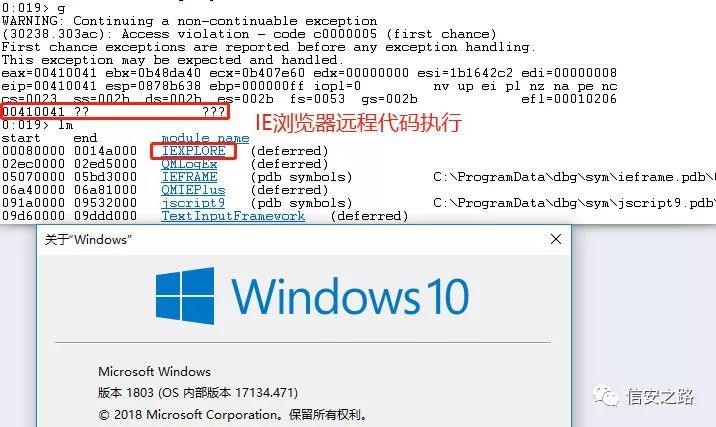 0:019> g
WARNING: Continuing a non-continuable exception
(30238.303ac): Access violation - code c0000005 (first chance)
First chance exceptions are reported before any exception handling.
This exception may be expected and handled.
eax=00410041 ebx=0b48da40 ecx=0b407e60 edx=00000000 esi=1b1642c2 edi=00000008
eip=00410041 esp=0878b638 ebp=000000ff iopl=0 nv up ei pl nz na pe nc
cs=0023 ss=002b ds=002b es=002b fs=0053 gs=002b efl=00010206
00410041 ?? ???
IE浏览器远程代码执行
0:019> lm
start end module name
00080000 0014a000 IEXPLORE (deferred)
02ec0000 02ed5000 QMLogEx (deferred)
05070000 05bd3000 IEFRAME (pdb symbols) C:\ProgramData\dbg\sym\ieframe.pdb\
06a40000 06a81000 QMIEPlus (deferred)
091a0000 09532000 jscript9 (pdb symbols) C:\ProgramData\dbg\sym\jscript9.pdb\
09d60000 09ddd000 TextInputFramework (deferred)
关于“Windows”
Windows 10
Microsoft Windows
版本 1803 (OS 内部版本 17134.471)
© 2018 Microsoft Corporation。保留所有权利。
信安之路